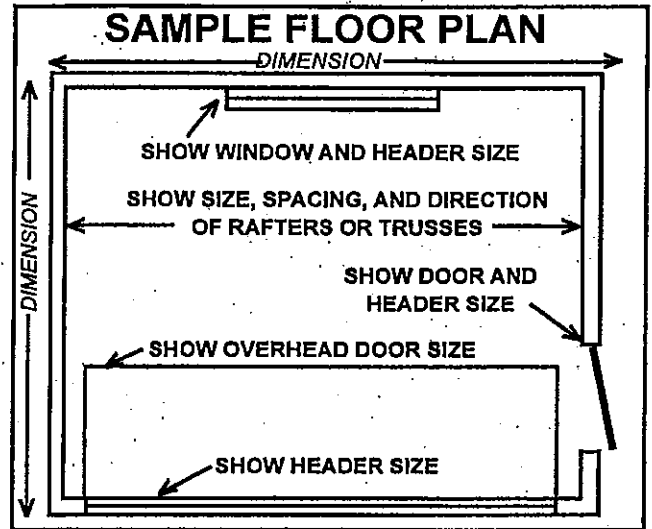 SAMPLE FLOOR PLAN
DIMENSION
DIMENSION
SHOW WINDOW AND HEADER SIZE
SHOW SIZE, SPACING, AND DIRECTION
OF RAFTERS OR TRUSSES
SHOW DOOR AND
HEADER SIZE
SHOW OVERHEAD DOOR SIZE
SHOW HEADER SIZE